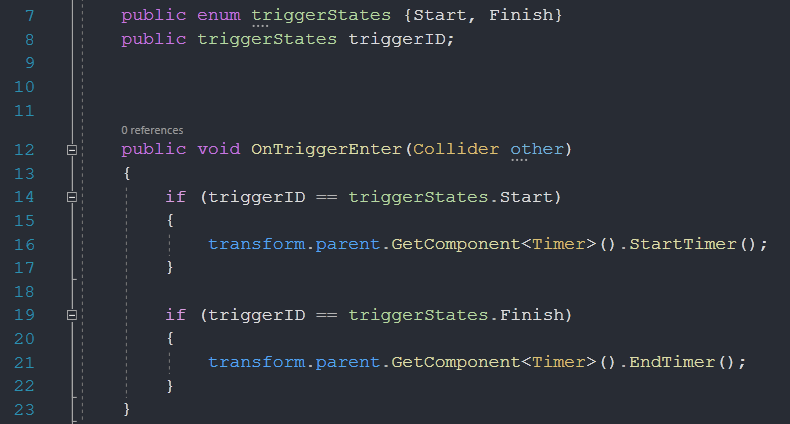 7 public enum triggerStates {Start, Finish}
8 public triggerStates triggerID;
9
10
11
0 references
12 public void OnTriggerEnter(Collider other)
13 {
14 if (triggerID == triggerStates.Start)
15 {
16 transform.parent.GetComponent<Timer>().StartTimer();
17 }
18
19 if (triggerID == triggerStates.Finish)
20 {
21 transform.parent.GetComponent<Timer>().EndTimer();
22 }
23 }